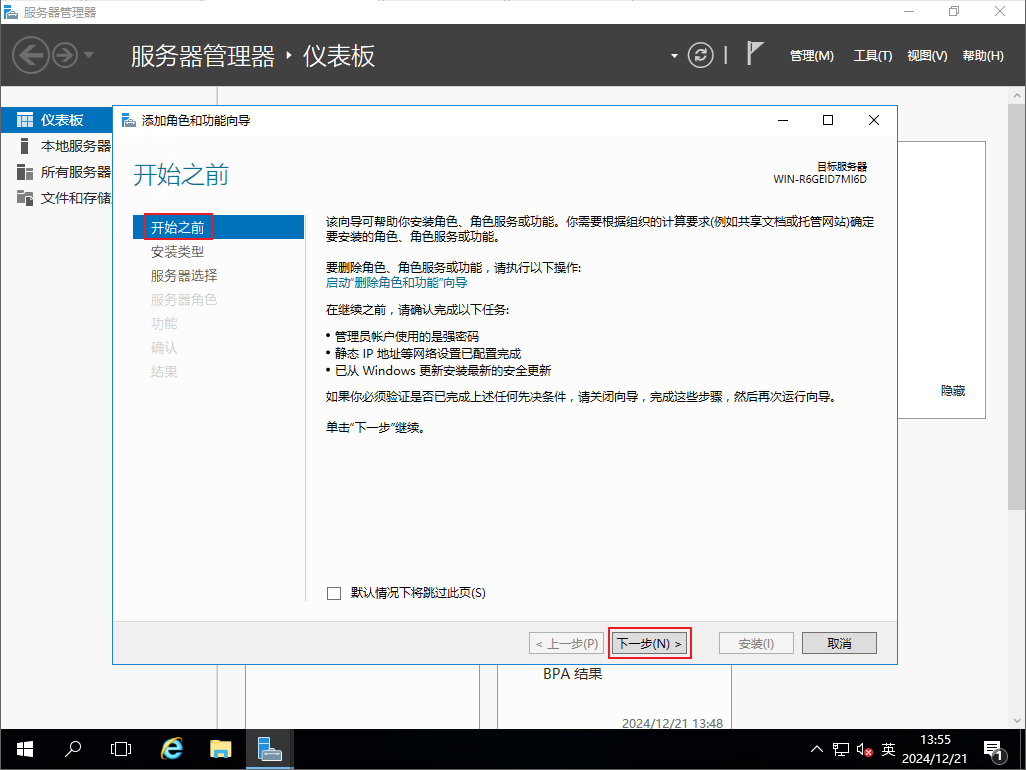 服务器管理器
服务器管理器 · 仪表板
管理(M) 工具(T) 视图(V) 帮助(H)
仪表板
本地服务器
所有服务器
文件和存储
添加角色和功能向导
开始之前
目标服务器
WIN-R6GEID7MI6D
开始之前
安装类型
服务器选择
服务器角色
功能
确认
结果
该向导可帮助你安装角色、角色服务或功能。你需要根据组织的计算要求(例如共享文档或托管网站)确定
要安装的角色、角色服务或功能。
要删除角色、角色服务或功能，请执行以下操作:
启动“删除角色和功能”向导
在继续之前，请确认完成以下任务:
• 管理员帐户使用的是强密码
• 静态 IP 地址等网络设置已配置完成
• 已从 Windows 更新安装最新的安全更新
如果你必须验证是否已完成上述任何先决条件，请关闭向导，完成这些步骤，然后再次运行向导。
单击“下一步”继续。
默认情况下将跳过此页(S)
< 上一步(P) 下一步(N) > 安装(I) 取消
隐藏
BPA 结果
2024/12/21 13:48
英
13:55
2024/12/21
1